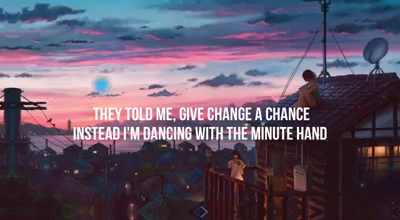 THEY TOLD ME, GIVE CHANGE A CHANCE
INSTEAD I'M DANCING WITH THE MINUTE HAND